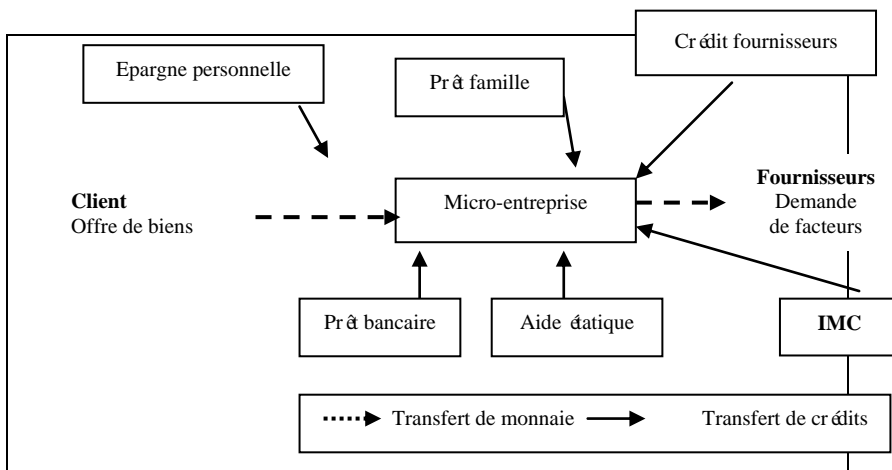 Crédit fournisseurs
Epargne personnelle
Prêt famille
Client
Offre de biens
Micro-entreprise
Fournisseurs
Demande
de facteurs
Prêt bancaire
Aide étatique
IMC
Transfert de monnaie
Transfert de crédits